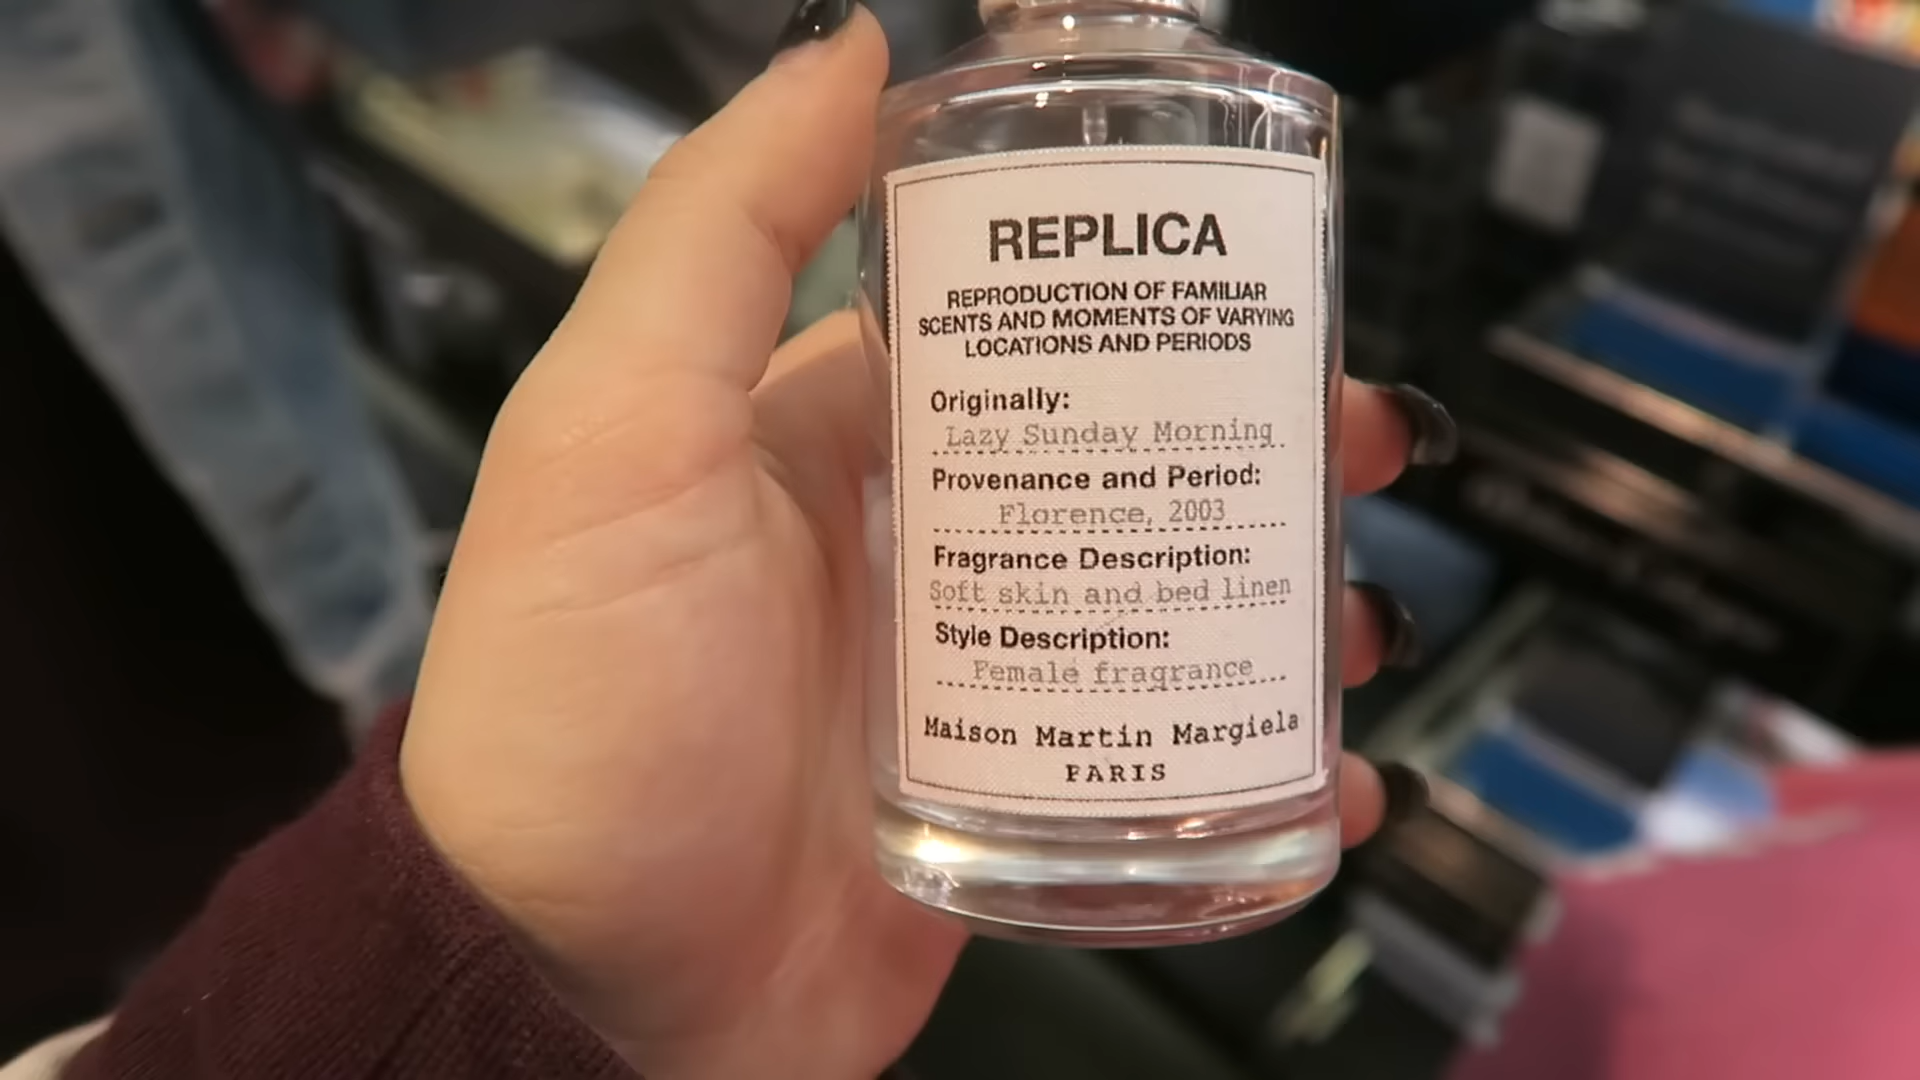 REPLICA
REPRODUCTION OF FAMILIAR
SCENTS AND MOMENTS OF VARYING
LOCATIONS AND PERIODS
Originally:
Lazy Sunday Morning
Provenance and Period:
Florence, 2003
Fragrance Description:
Soft skin and bed linen
Style Description:
Female fragrance
Maison Martin Margiela
PARIS